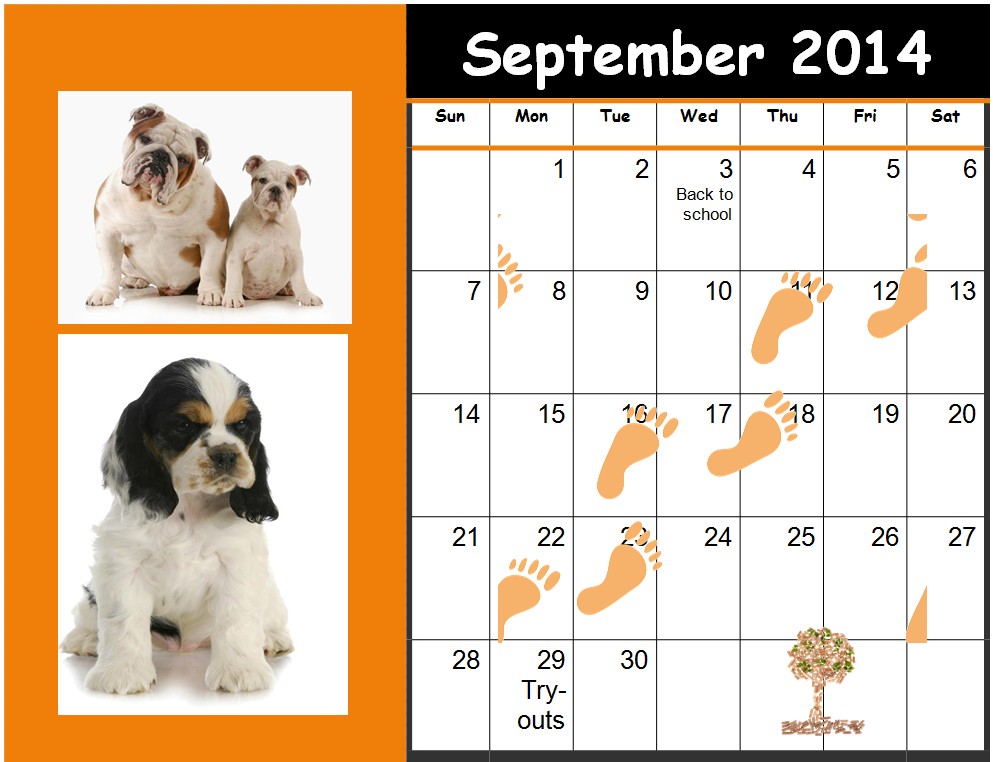 September 2014
Sun Mon Tue Wed Thu Fri Sat
1 2 3 4 5 6
Back to
school
7 8 9 10 11 12 13
14 15 16 17 18 19 20
21 22 23 24 25 26 27
28 29 30
Try-
outs